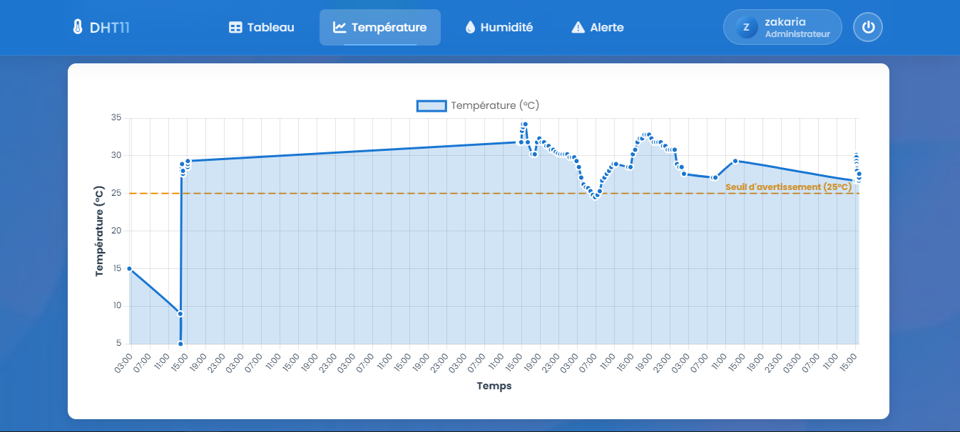 DHT11
Tableau
Température
Humidité
Alerte
Z
zakaria
Administrateur
Température (°C)
35
30
25
20
15
10
5
Température (°C)
Seuil d'avertissement (25°C)
03:00 07:00 11:00 15:00 19:00 23:00 03:00 07:00 11:00 15:00 19:00 23:00 03:00 07:00 11:00 15:00 19:00 23:00 03:00 07:00 11:00 15:00 19:00 23:00 03:00 07:00 11:00 15:00 19:00 23:00 03:00 07:00 11:00 15:00 19:00 23:00 03:00 07:00 11:00 15:00
Temps